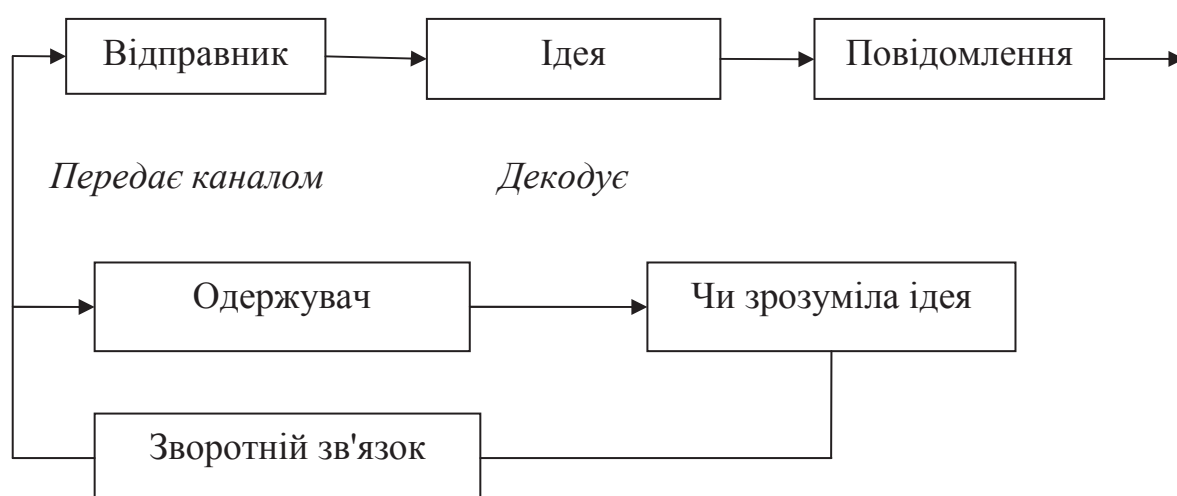 Відправник
Ідея
Повідомлення
Передає каналом
Декодує
Одержувач
Чи зрозуміла ідея
Зворотній зв'язок